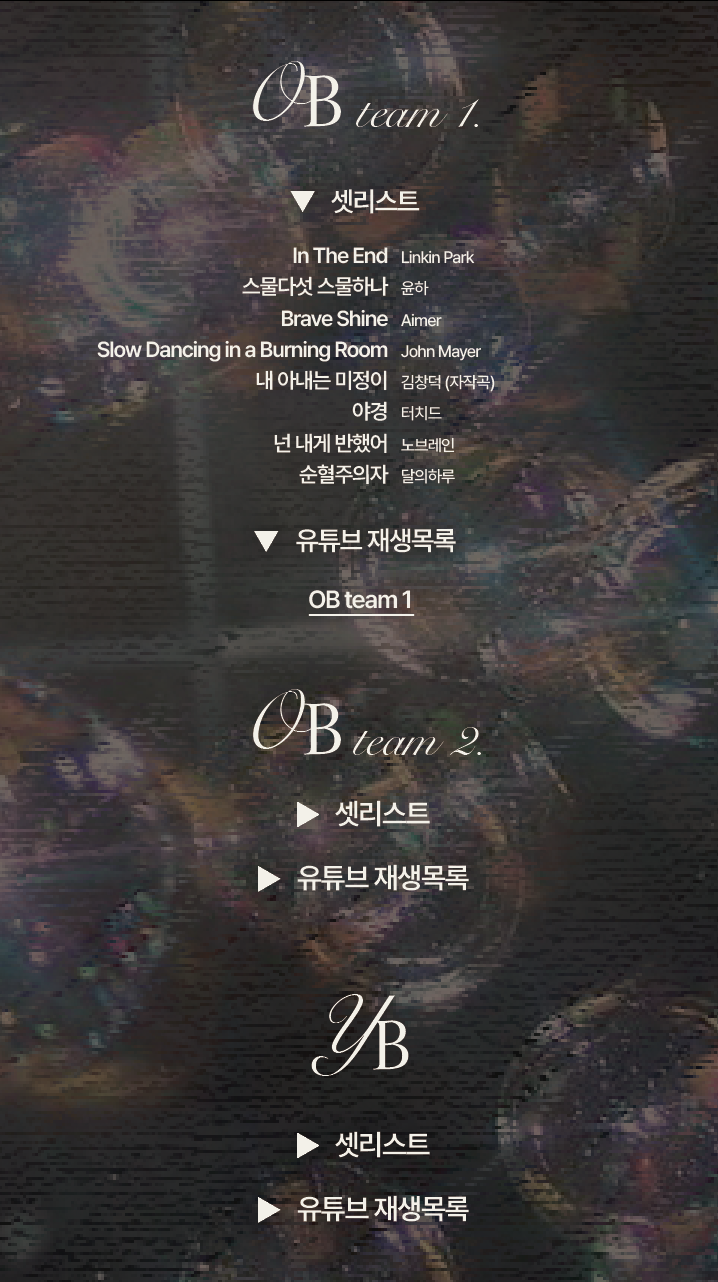 OB team 1.
▼ 셋리스트
In The End Linkin Park
스물다섯 스물하나 윤하
Brave Shine Aimer
Slow Dancing in a Burning Room John Mayer
내 아내는 미정이 김창덕 (자작곡)
야경 터치드
넌 내게 반했어 노브레인
순혈주의자 달의하루
▼ 유튜브 재생목록
OB team 1
OB team 2.
▶ 셋리스트
▶ 유튜브 재생목록
YB
▶ 셋리스트
▶ 유튜브 재생목록